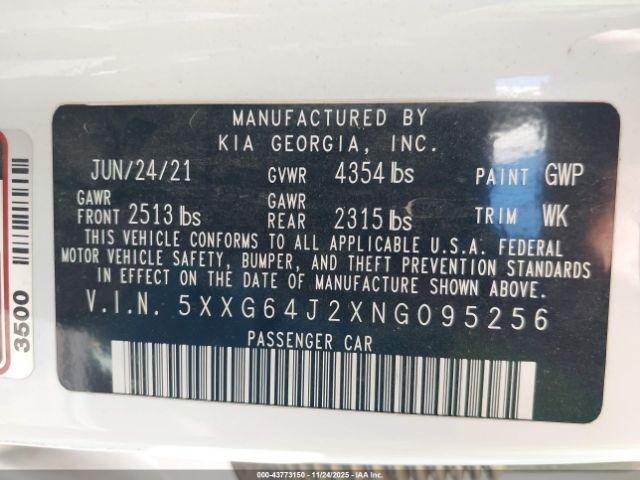 MANUFACTURED BY
KIA GEORGIA, INC.
JUN/24/21 GVWR 4354 lbs PAINT GWP
GAWR FRONT 2513 lbs GAWR REAR 2315 lbs TRIM WK
THIS VEHICLE CONFORMS TO ALL APPLICABLE U.S.A. FEDERAL
MOTOR VEHICLE SAFETY, BUMPER, AND THEFT PREVENTION STANDARDS
IN EFFECT ON THE DATE OF MANUFACTURE SHOWN ABOVE.
V.I.N. 5XXG64J2XNG095256
PASSENGER CAR
3500
000-43773150 | 11/24/2025 | IAA Inc.